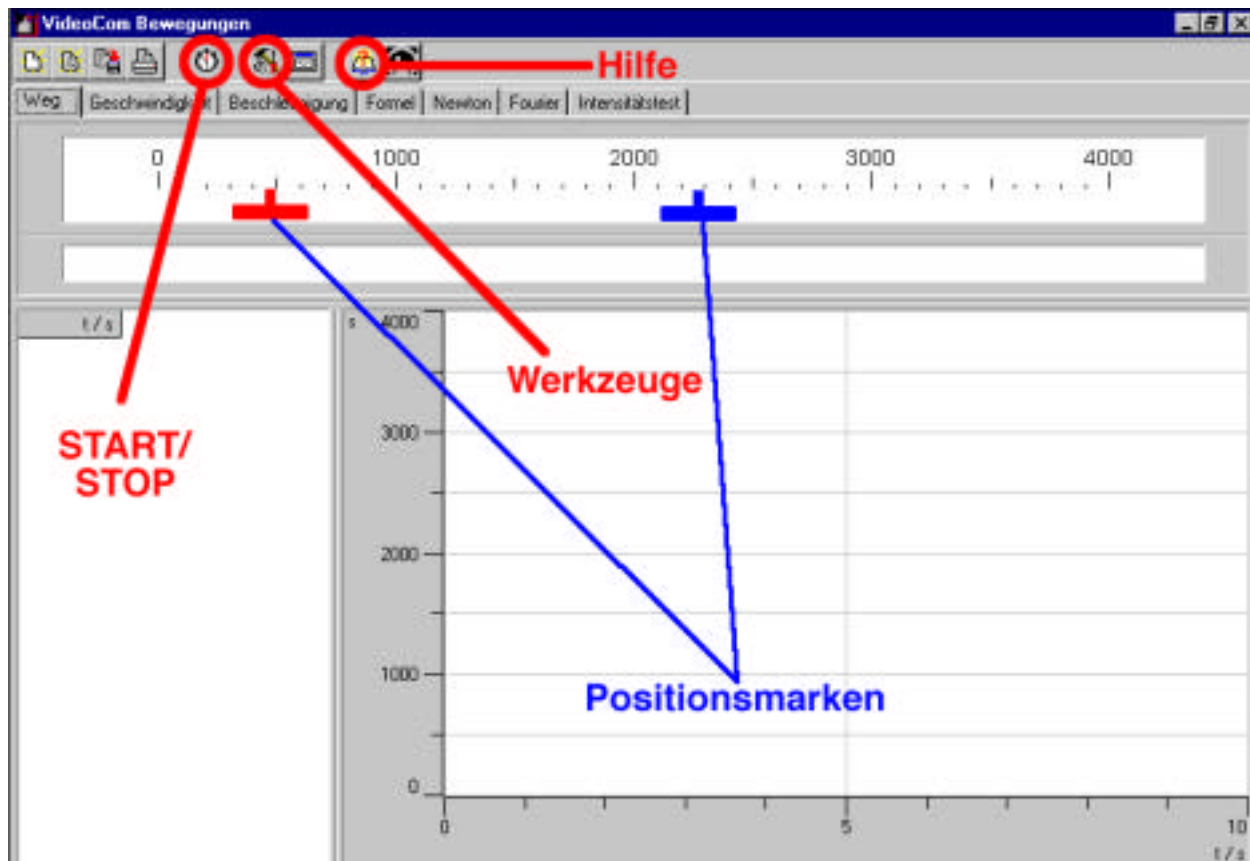 VideoCom Bewegungen
Hilfe
Weg Geschwindigkeit Beschleunigung Formel Newton Fourier Intensitätstest
0 1000 2000 3000 4000
t / s
s 4000
Werkzeuge
START/
STOP
3000
2000
1000
Positionsmarken
0
0 5 10
t / s